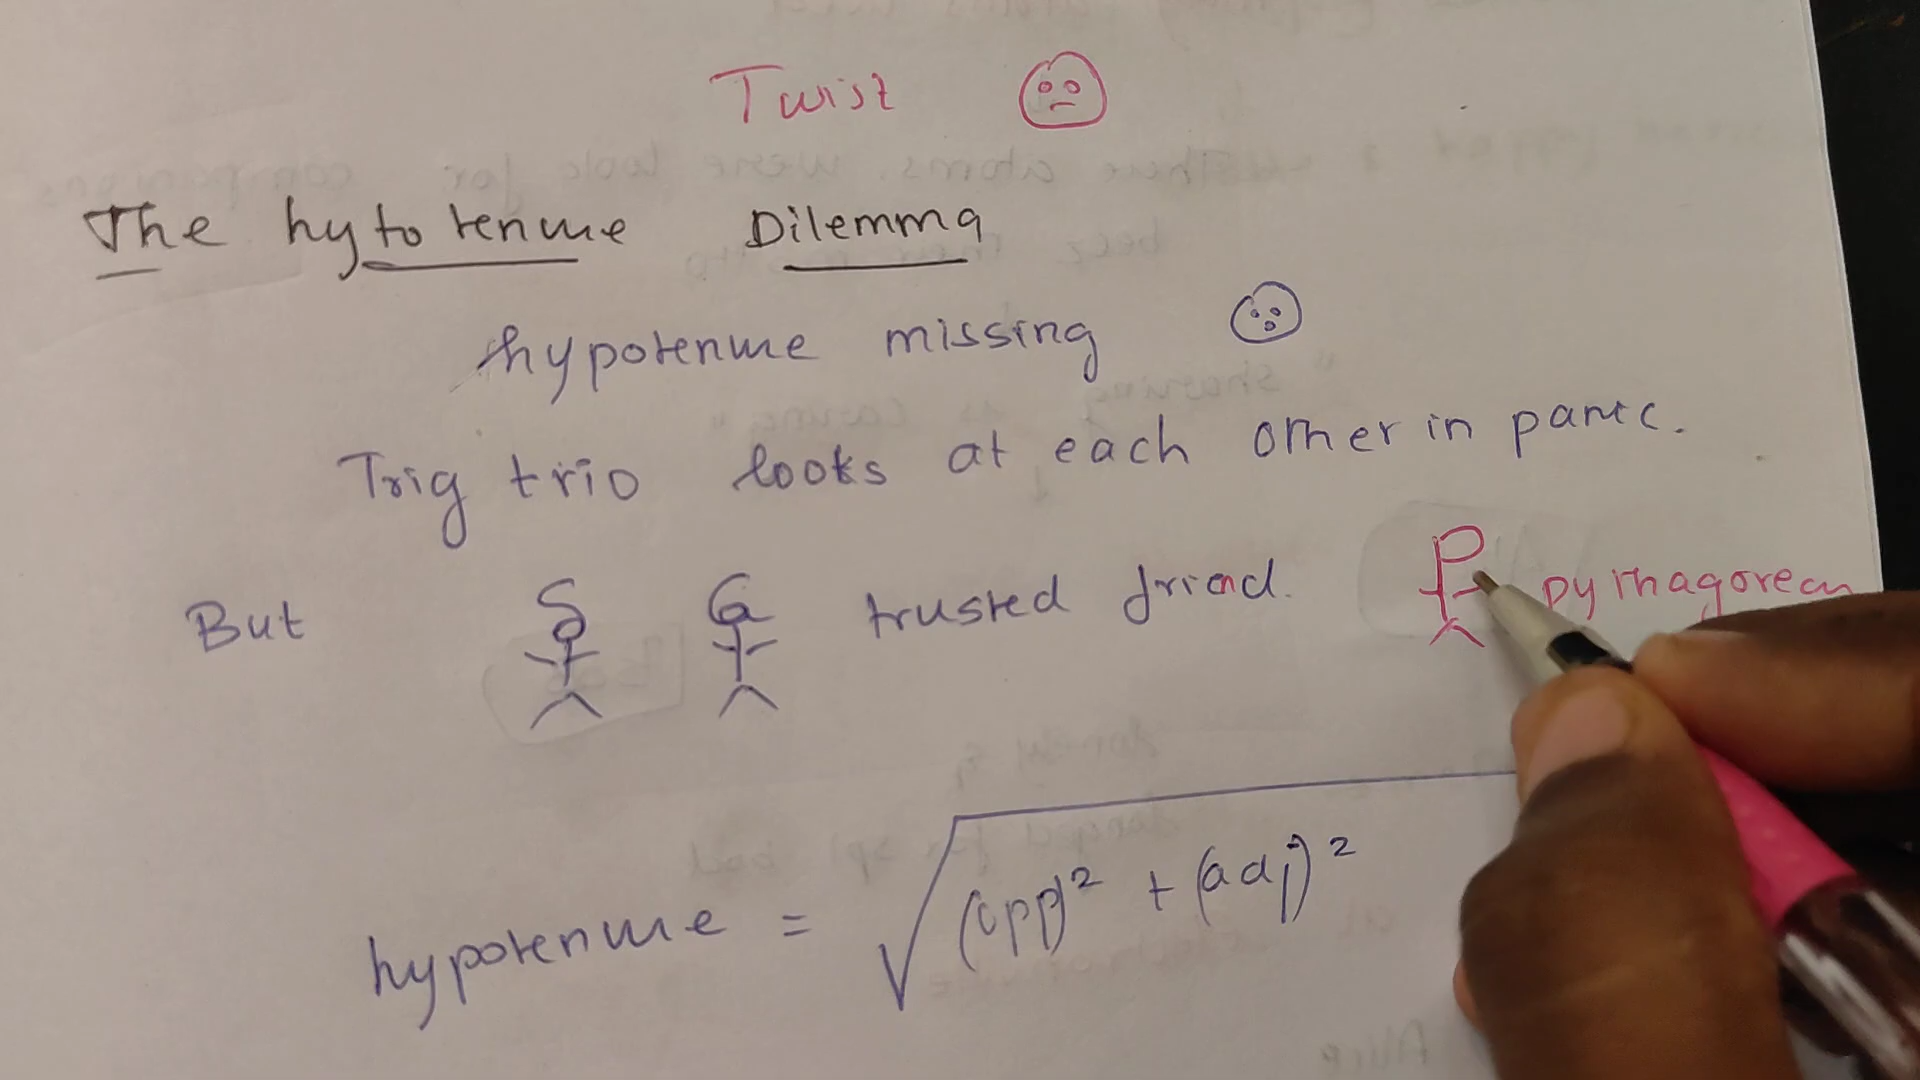 Twist
The hytotenuse Dilemma
hypotenuse missing
Trig trio looks at each other in panic.
But S G trusted friend. P pythagorean
hypotenuse = √(opp)² + (adj)²